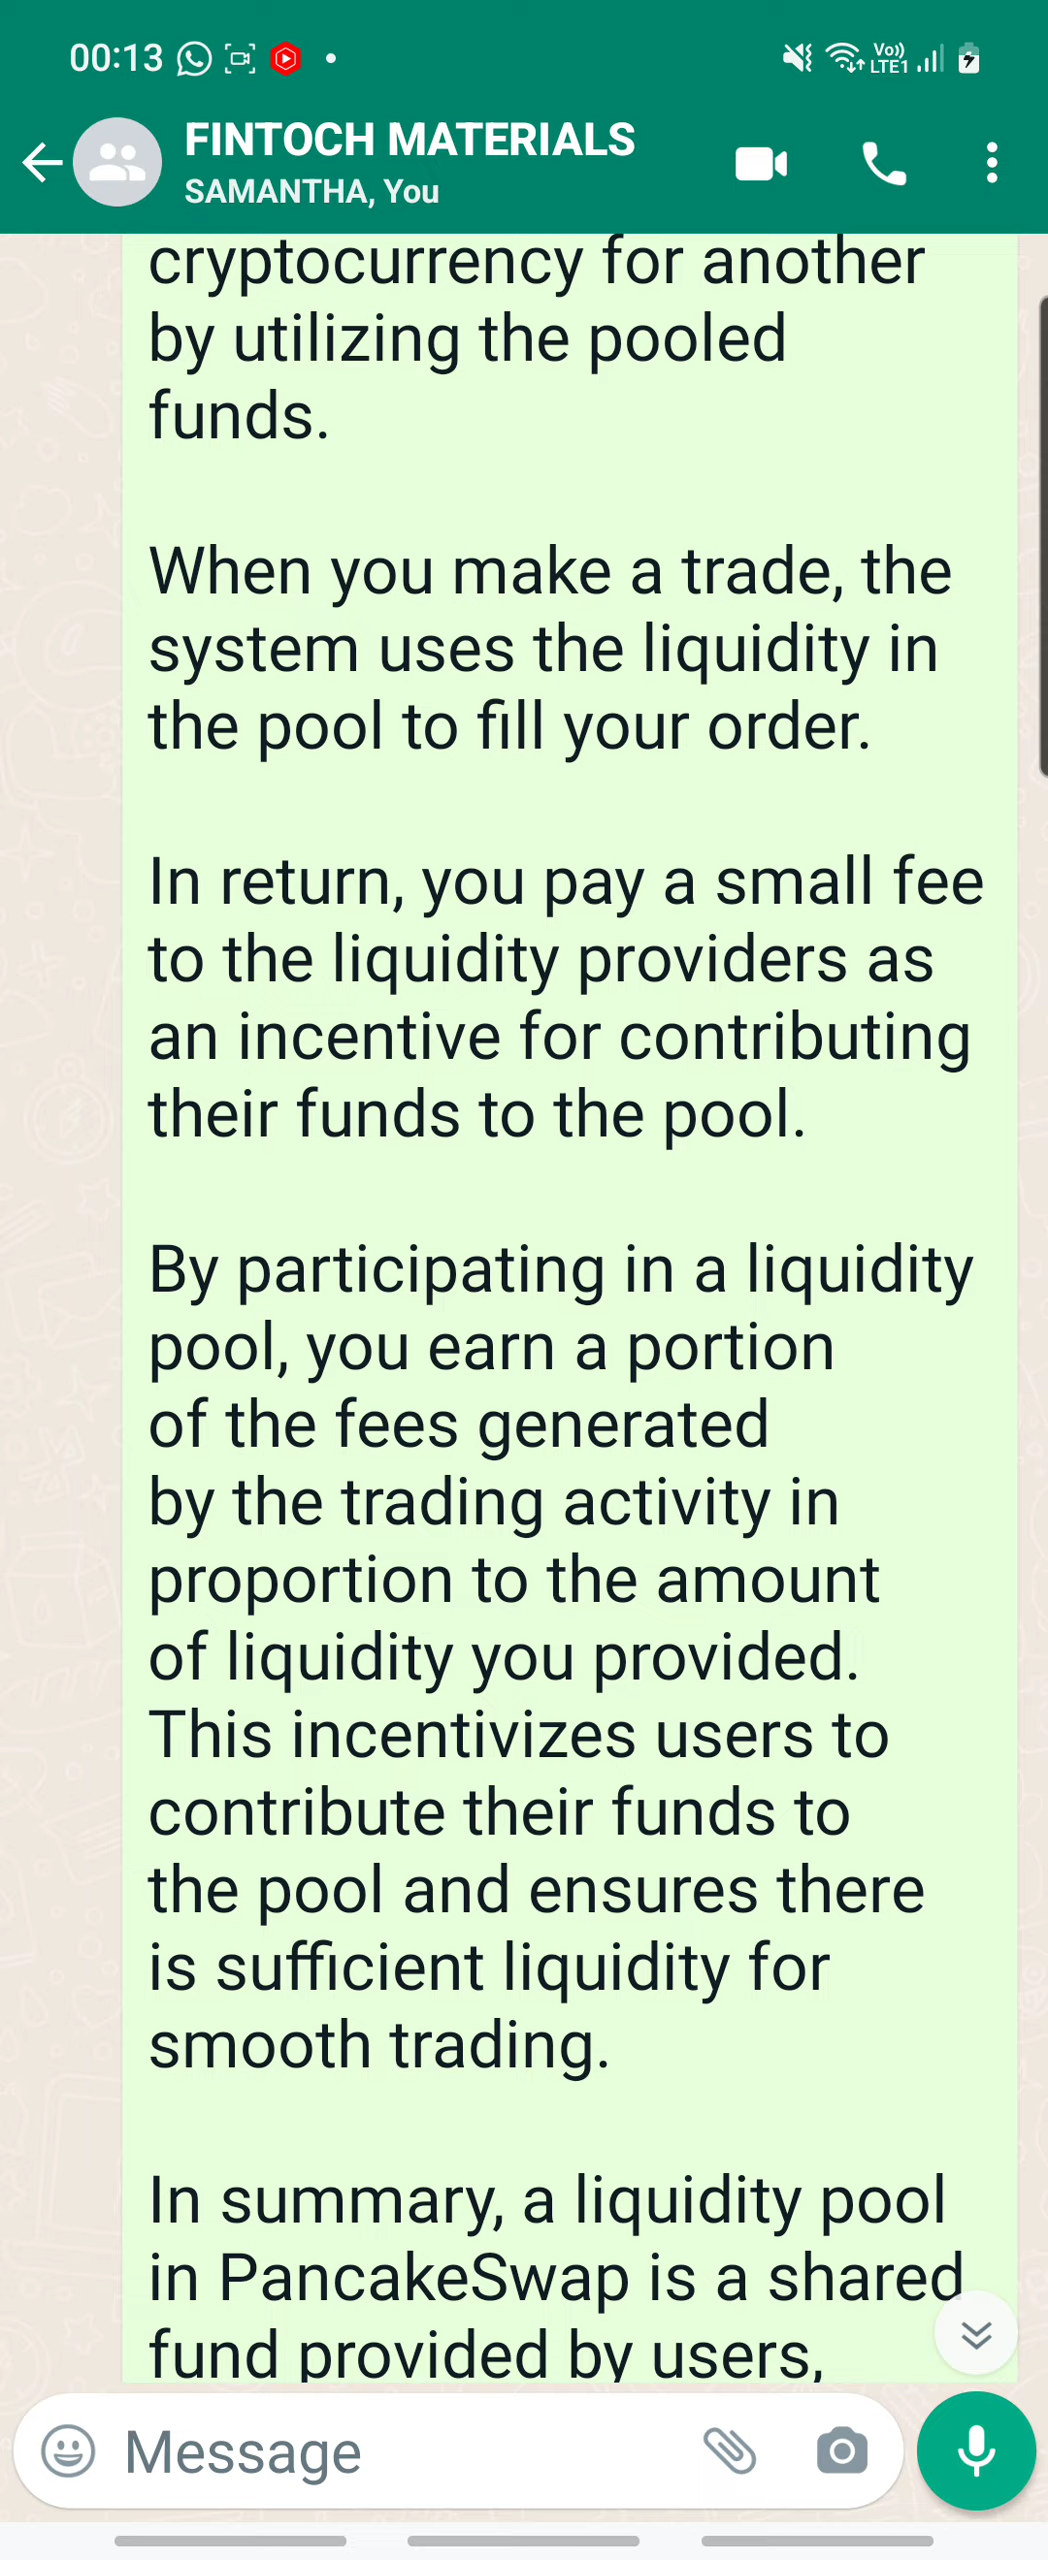 00:13
Vo))
LTE1
FINTOCH MATERIALS
SAMANTHA, You
cryptocurrency for another
by utilizing the pooled
funds.
When you make a trade, the
system uses the liquidity in
the pool to fill your order.
In return, you pay a small fee
to the liquidity providers as
an incentive for contributing
their funds to the pool.
By participating in a liquidity
pool, you earn a portion
of the fees generated
by the trading activity in
proportion to the amount
of liquidity you provided.
This incentivizes users to
contribute their funds to
the pool and ensures there
is sufficient liquidity for
smooth trading.
In summary, a liquidity pool
in PancakeSwap is a shared
fund provided by users,
Message